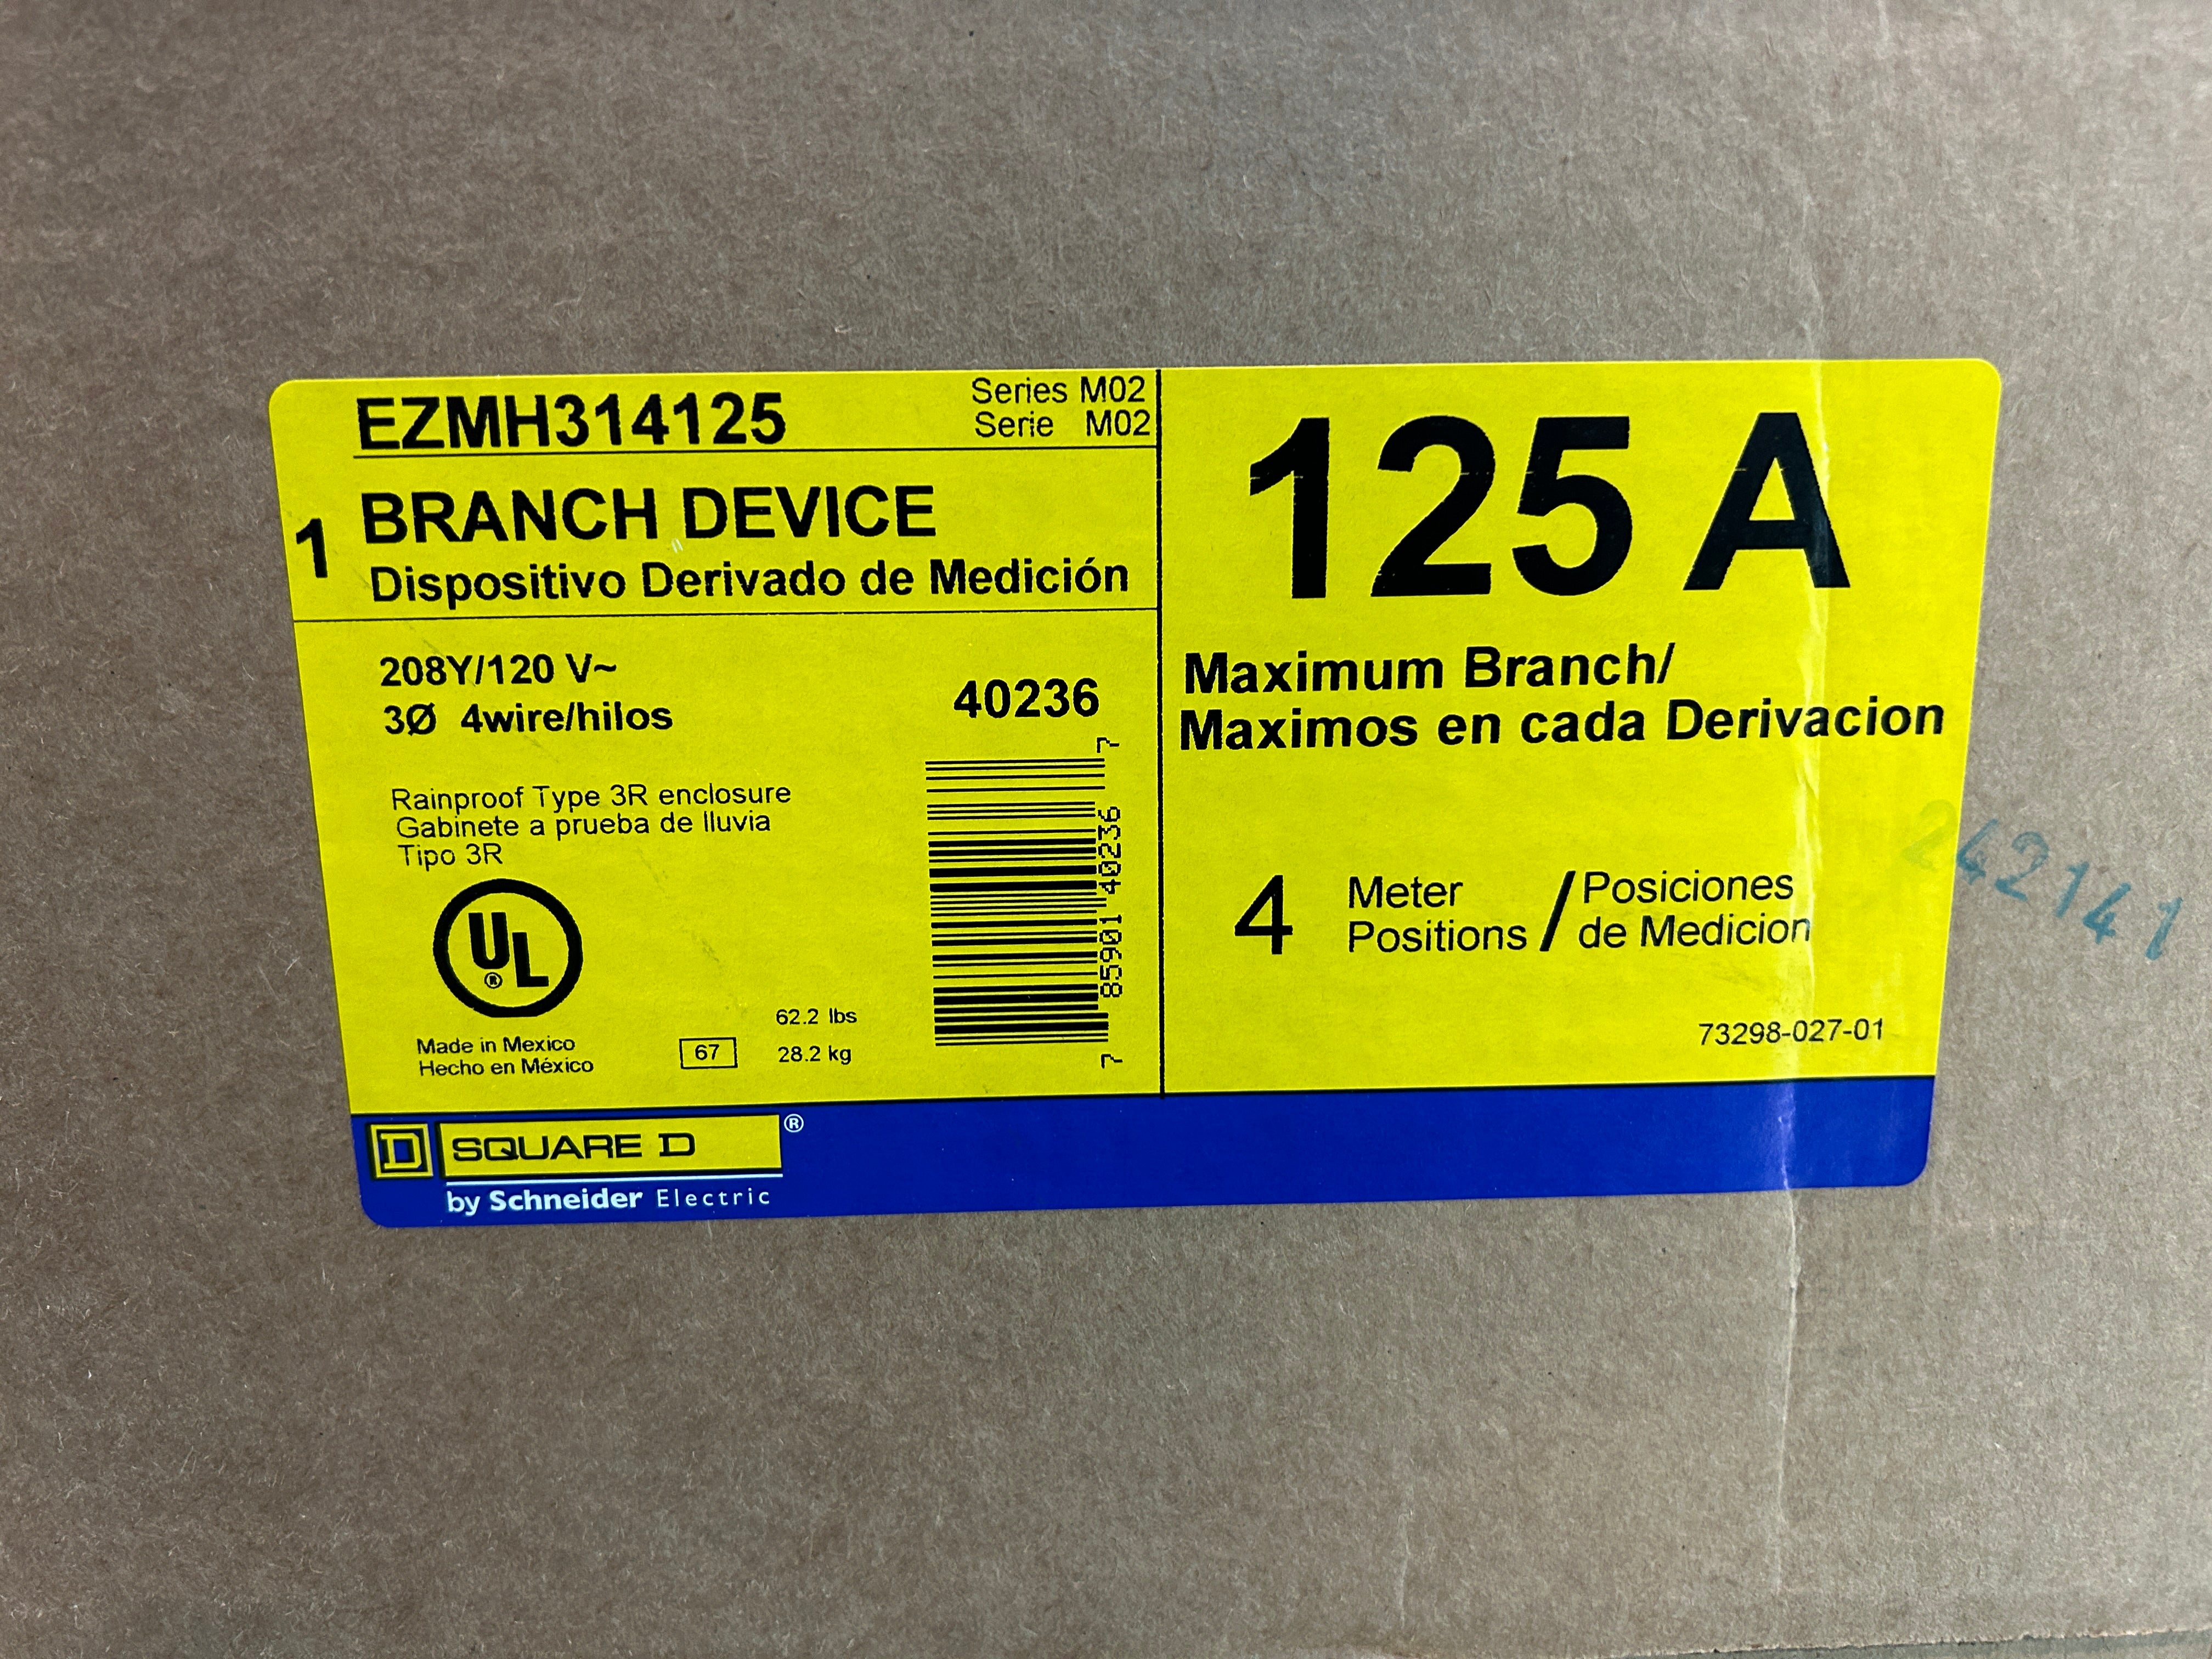 EZMH314125
Series M02
Serie M02
1
BRANCH DEVICE
Dispositivo Derivado de Medición
208Y/120 V~
3Ø 4wire/hilos
40236
Rainproof Type 3R enclosure
Gabinete a prueba de lluvia
Tipo 3R
UL
®
7 85901 40236 7
Made in Mexico
Hecho en México
67
62.2 lbs
28.2 kg
125 A
Maximum Branch/
Maximos en cada Derivacion
4
Meter
Positions
/
Posiciones
de Medicion
73298-027-01
D SQUARE D ®
by Schneider Electric
242141